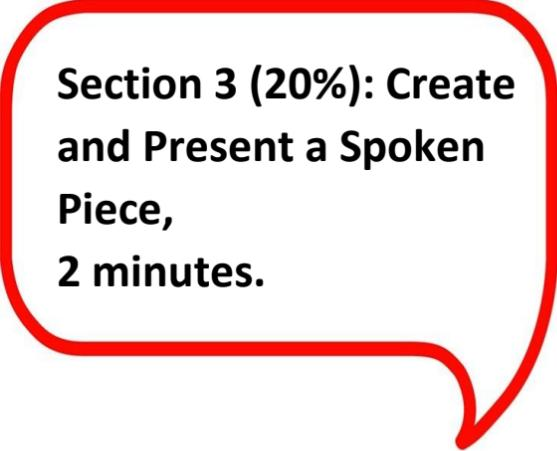 Section 3 (20%): Create
and Present a Spoken
Piece,
2 minutes.